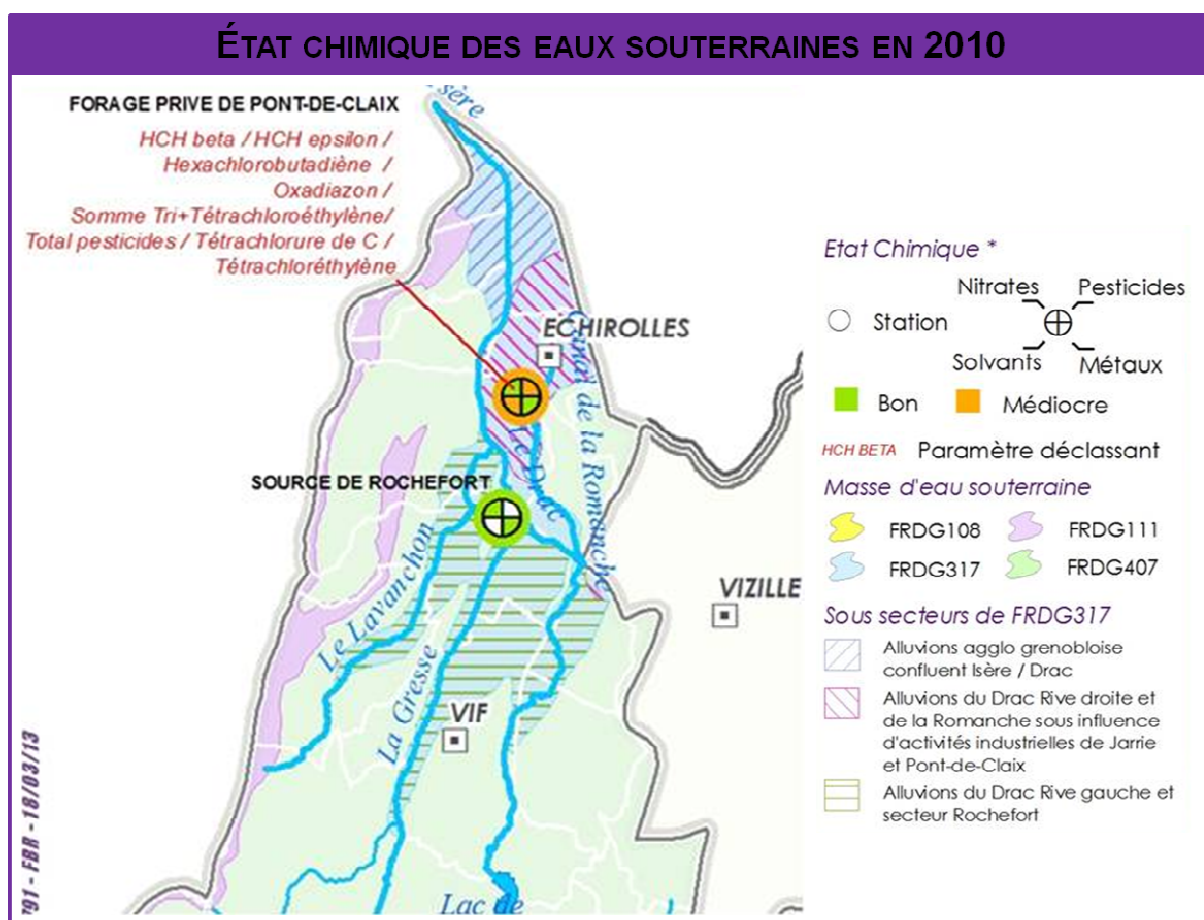 ÉTAT CHIMIQUE DES EAUX SOUTERRAINES EN 2010
FORAGE PRIVE DE PONT-DE-CLAIX
HCH beta / HCH epsilon /
Hexachlorobutadiène /
Oxadiazon /
Somme Tri+Tétrachloroéthylène/
Total pesticides / Tétrachlorure de C /
Tétrachloréthylène
ECHIROLLES
Canal de la Romanche
Le Drac
SOURCE DE ROCHEFORT
Le Lavanchon
La Gresse
VIF
VIZILLE
Lac de
791 - FBR - 18/03/13
Etat Chimique *
Nitrates
Pesticides
Station
Solvants
Métaux
Bon
Médiocre
HCH BETA Paramètre déclassant
Masse d'eau souterraine
FRDG108
FRDG111
FRDG317
FRDG407
Sous secteurs de FRDG317
Alluvions agglo grenobloise
confluent Isère / Drac
Alluvions du Drac Rive droite et
de la Romanche sous influence
d'activités industrielles de Jarrie
et Pont-de-Claix
Alluvions du Drac Rive gauche et
secteur Rochefort